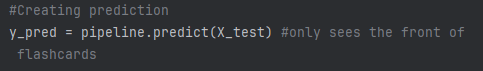 #Creating prediction
y_pred = pipeline.predict(X_test) #only sees the front of
flashcards